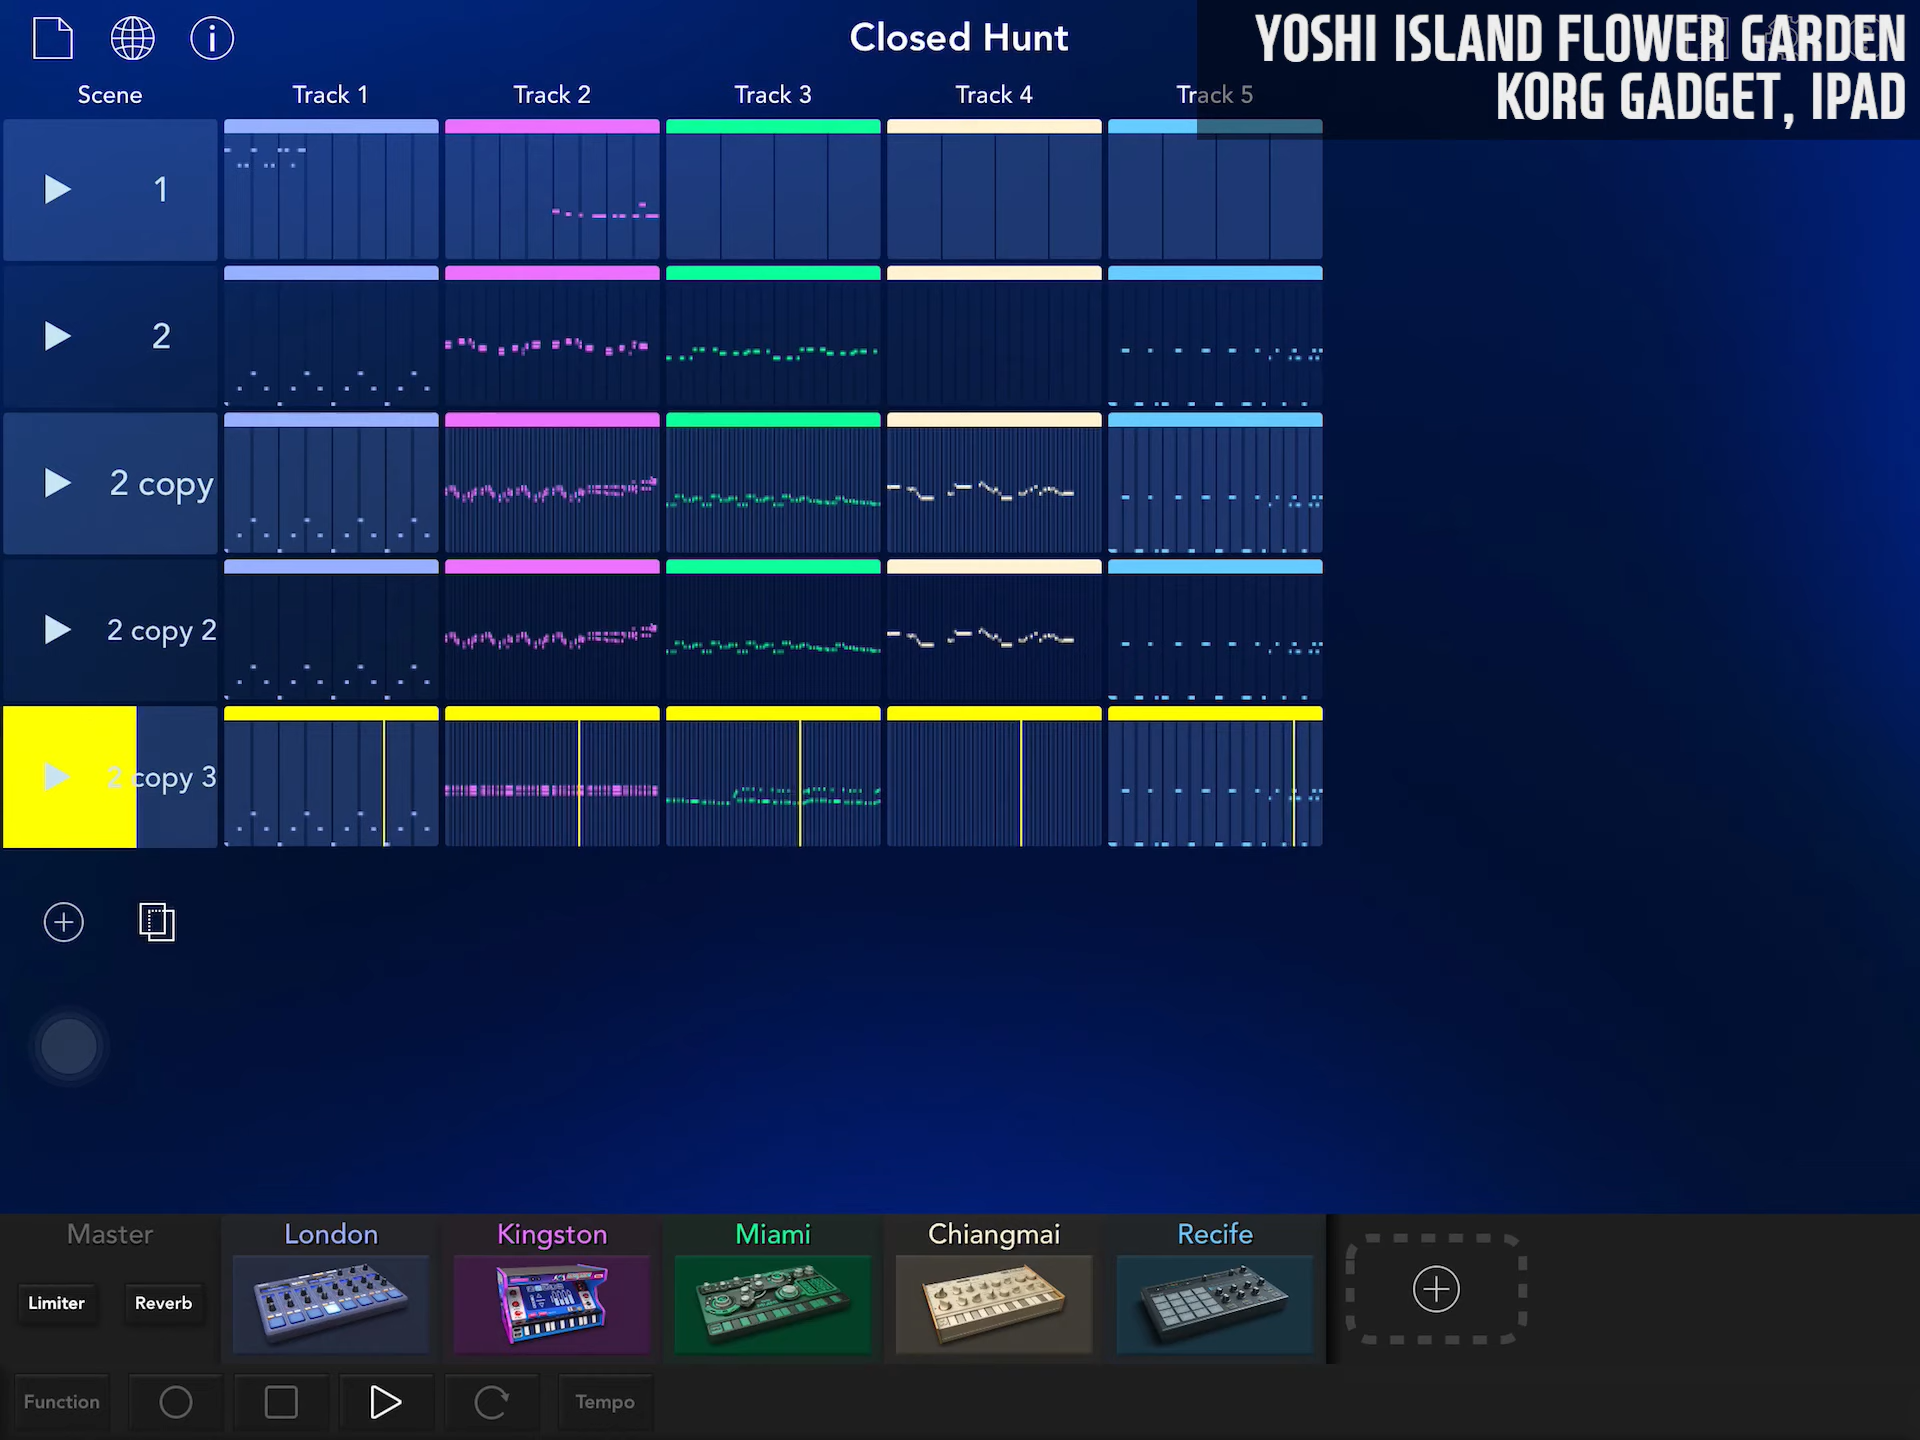 Closed Hunt
YOSHI ISLAND FLOWER GARDEN
KORG GADGET, IPAD
Scene
Track 1
Track 2
Track 3
Track 4
Track 5
1
2
2 copy
2 copy 2
2 copy 3
Master
London
Kingston
Miami
Chiangmai
Recife
Limiter
Reverb
Function
Tempo